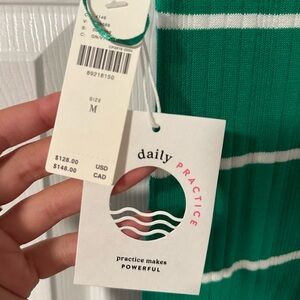 89218150
SIZE
M
$128.00 USD
$148.00 CAD
daily
PRACTICE
practice makes
POWERFUL